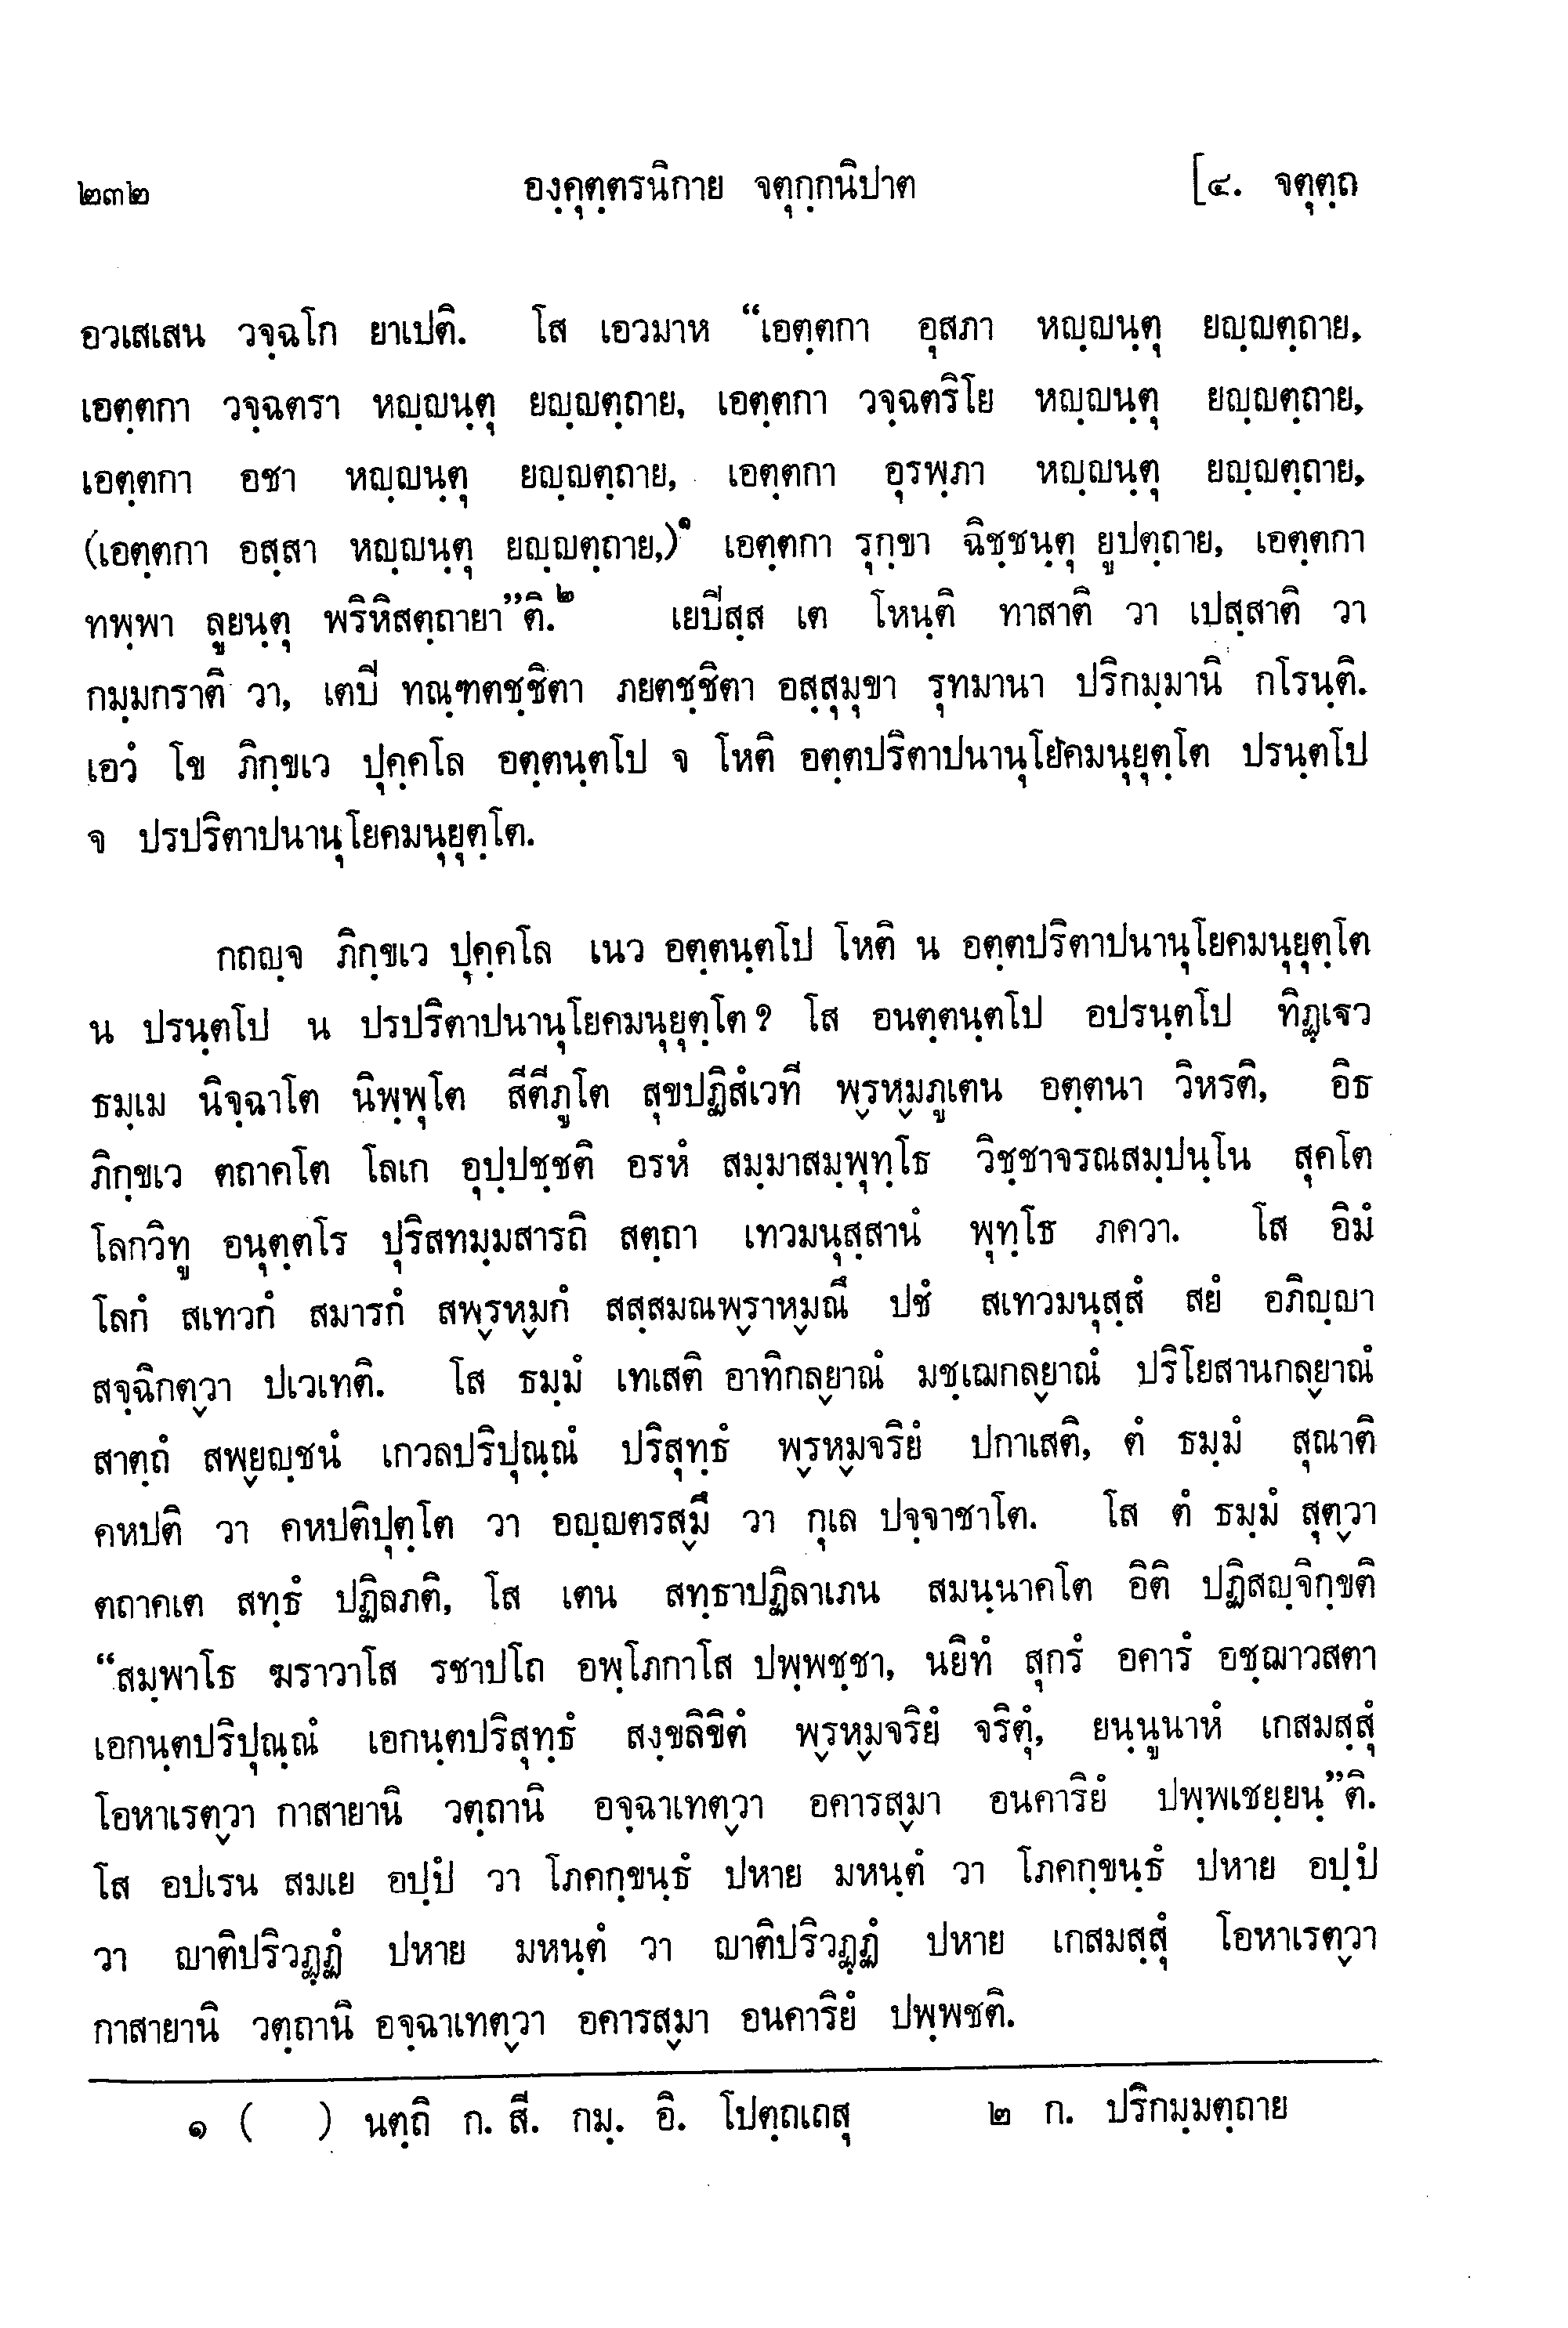 ๒๓๒ องฺคุตฺตรนิกาย จตุกฺกนิปาต [๔. จตุตฺถ
อวเสเสน วจฺฉโก ยาเปติ. โส เอวมาห “เอตฺตกา อุสภา หญฺญนฺตุ ยญฺญตฺถาย,
เอตฺตกา วจฺฉตรา หญฺญนฺตุ ยญฺญตฺถาย, เอตฺตกา วจฺฉตริโย หญฺญนฺตุ ยญฺญตฺถาย,
เอตฺตกา อชา หญฺญนฺตุ ยญฺญตฺถาย, เอตฺตกา อุรพฺภา หญฺญนฺตุ ยญฺญตฺถาย,
(เอตฺตกา อสฺสา หญฺญนฺตุ ยญฺญตฺถาย,)๑ เอตฺตกา รุกฺขา ฉิชฺชนฺตุ ยูปตฺถาย, เอตฺตกา
ทพฺพา ลูยนฺตุ พริหิสตฺถายา”ติ.๒ เยปีสฺส เต โหนฺติ ทาสาติ วา เปสฺสาติ วา
กมฺมกราติ วา, เตปี ทณฺฑตชฺชิตา ภยตชฺชิตา อสฺสุมุขา รุทมานา ปริกมฺมานิ กโรนฺติ.
เอวํ โข ภิกฺขเว ปุคฺคโล อตฺตนฺตโป จ โหติ อตฺตปริตาปนานุโยคมนุยุตฺโต ปรนฺตโป
จ ปรปริตาปนานุโยคมนุยุตฺโต.
กถญฺจ ภิกฺขเว ปุคฺคโล เนว อตฺตนฺตโป โหติ น อตฺตปริตาปนานุโยคมนุยุตฺโต
น ปรนฺตโป น ปรปริตาปนานุโยคมนุยุตฺโต? โส อนตฺตนฺตโป อปรนฺตโป ทิฏฺเฐว
ธมฺเม นิจฺฉาโต นิพฺพุโต สีตีภูโต สุขปฏิสํเวที พฺรหฺมภูเตน อตฺตนา วิหรติ, อิธ
ภิกฺขเว ตถาคโต โลเก อุปฺปชฺชติ อรหํ สมฺมาสมฺพุทฺโธ วิชฺชาจรณสมฺปนฺโน สุคโต
โลกวิทู อนุตฺตโร ปุริสทมฺมสารถิ สตฺถา เทวมนุสฺสานํ พุทฺโธ ภควา. โส อิมํ
โลกํ สเทวกํ สมารกํ สพฺรหฺมกํ สสฺสมณพฺราหฺมณึ ปชํ สเทวมนุสฺสํ สยํ อภิญฺญา
สจฺฉิกตฺวา ปเวเทติ. โส ธมฺมํ เทเสติ อาทิกลฺยาณํ มชฺเฌกลฺยาณํ ปริโยสานกลฺยาณํ
สาตฺถํ สพฺยญฺชนํ เกวลปริปุณฺณํ ปริสุทฺธํ พฺรหฺมจริยํ ปกาเสติ, ตํ ธมฺมํ สุณาติ
คหปติ วา คหปติปุตฺโต วา อญฺญตรสฺมึ วา กุเล ปจฺจาชาโต. โส ตํ ธมฺมํ สุตฺวา
ตถาคเต สทฺธํ ปฏิลภติ, โส เตน สทฺธาปฏิลาเภน สมนฺนาคโต อิติ ปฏิสญฺจิกฺขติ
“สมฺพาโธ ฆราวาโส รชาปโถ อพฺโภกาโส ปพฺพชฺชา, นยิทํ สุกรํ อคารํ อชฺฌาวสตา
เอกนฺตปริปุณฺณํ เอกนฺตปริสุทฺธํ สงฺขลิขิตํ พฺรหฺมจริยํ จริตุํ, ยนฺนูนาหํ เกสมสฺสุํ
โอหาเรตฺวา กาสายานิ วตฺถานิ อจฺฉาเทตฺวา อคารสฺมา อนคาริยํ ปพฺพเชยฺยนฺ”ติ.
โส อปเรน สมเย อปฺปํ วา โภคกฺขนฺธํ ปหาย มหนฺตํ วา โภคกฺขนฺธํ ปหาย อปฺปํ
วา ญาติปริวฏฺฏํ ปหาย มหนฺตํ วา ญาติปริวฏฺฏํ ปหาย เกสมสฺสุํ โอหาเรตฺวา
กาสายานิ วตฺถานิ อจฺฉาเทตฺวา อคารสฺมา อนคาริยํ ปพฺพชติ.
๑ ( ) นตฺถิ ก. สี. กมฺ. อิ. โปตฺถเถสุ ๒ ก. ปริกมฺมตฺถาย